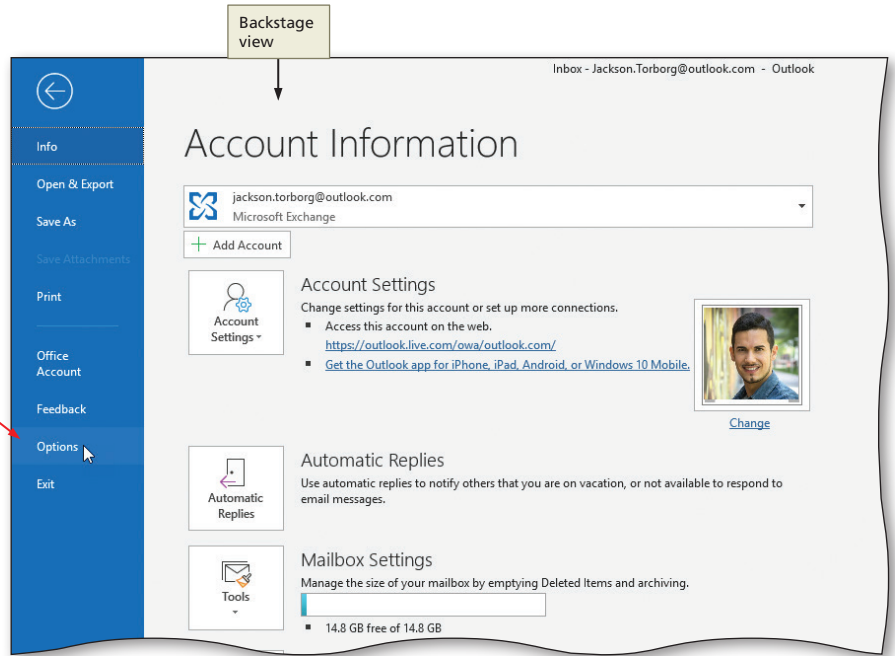 Backstage
view
Inbox - Jackson.Torborg@outlook.com - Outlook
Info
Open & Export
Save As
Save Attachments
Print
Office
Account
Feedback
Options
Exit
Account Information
jackson.torborg@outlook.com
Microsoft Exchange
Add Account
Account
Settings
Account Settings
Change settings for this account or set up more connections.
■ Access this account on the web.
https://outlook.live.com/owa/outlook.com/
■ Get the Outlook app for iPhone, iPad, Android, or Windows 10 Mobile.
Change
Automatic
Replies
Automatic Replies
Use automatic replies to notify others that you are on vacation, or not available to respond to
email messages.
Tools
Mailbox Settings
Manage the size of your mailbox by emptying Deleted Items and archiving.
■ 14.8 GB free of 14.8 GB